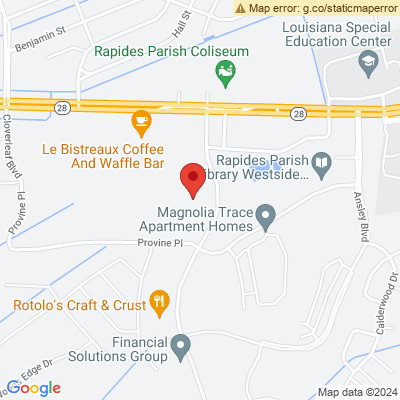 Map error: g.co/staticmaperror
Benjamin St
Hall St
Louisiana Special
Education Center
Rapides Parish Coliseum
28
28
Cloverleaf Blvd
Le Bistreaux Coffee
And Waffle Bar
Rapides Parish
Library Westside...
Provine Pl
Magnolia Trace
Apartment Homes
Ansley Blvd
Provine Pl
Calderwood Dr
Rotolo's Craft & Crust
Financial
Solutions Group
Edge Dr
Google
Map data ©2024